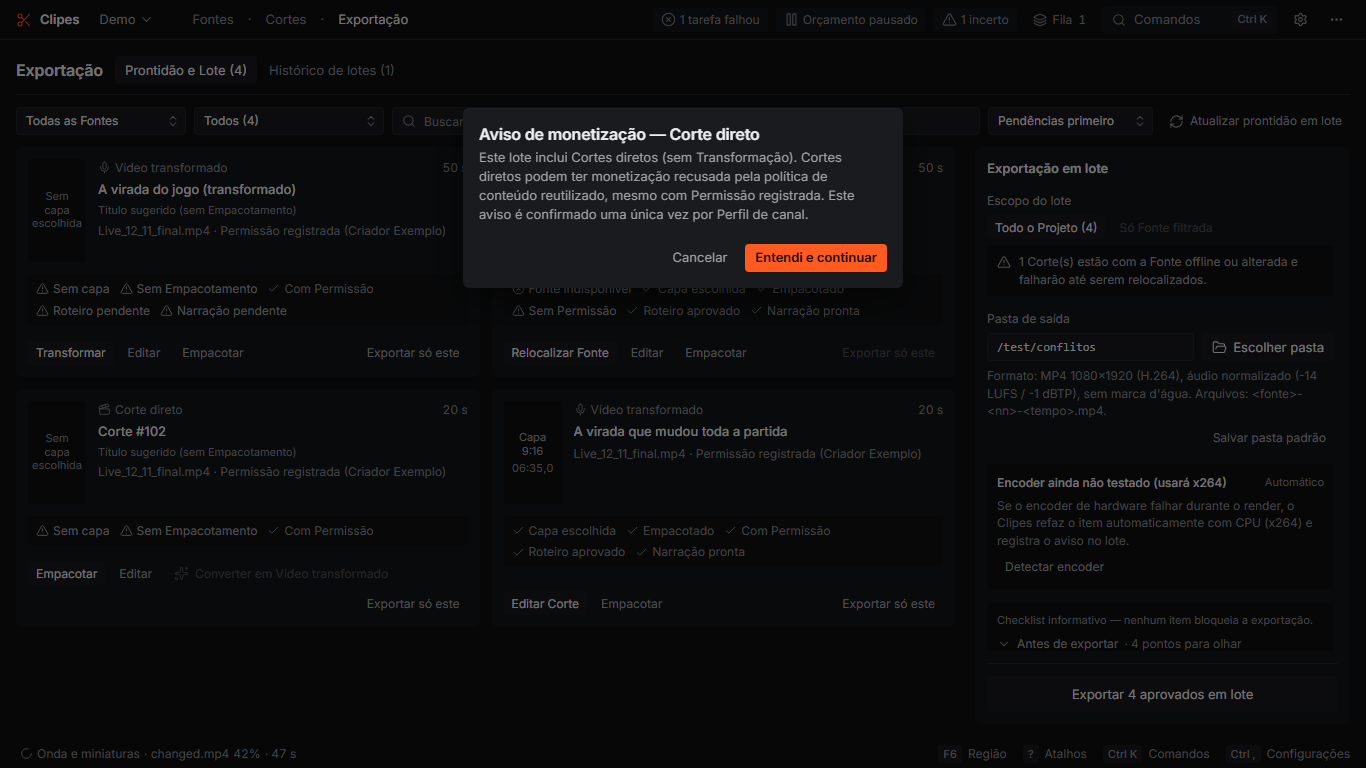 Clipes
Demo
Fontes · Cortes · Exportação
1 tarefa falhou
Orçamento pausado
1 incerto
Fila 1
Comandos Ctrl K
Exportação
Prontidão e Lote (4)
Histórico de lotes (1)
Todas as Fontes
Todos (4)
Buscar
Pendências primeiro
Atualizar prontidão em lote
Aviso de monetização — Corte direto
Este lote inclui Cortes diretos (sem Transformação). Cortes
diretos podem ter monetização recusada pela política de
conteúdo reutilizado, mesmo com Permissão registrada. Este
aviso é confirmado uma única vez por Perfil de canal.
Cancelar
Entendi e continuar
Sem
capa
escolhida
Vídeo transformado
50 s
A virada do jogo (transformado)
Título sugerido (sem Empacotamento)
Live_12_11_final.mp4 · Permissão registrada (Criador Exemplo)
Sem capa
Sem Empacotamento
Com Permissão
Roteiro pendente
Narração pendente
Transformar
Editar
Empacotar
Exportar só este
50 s
Fonte indisponível
Capa escolhida
Empacotado
Sem Permissão
Roteiro aprovado
Narração pronta
Relocalizar Fonte
Editar
Empacotar
Exportar só este
Sem
capa
escolhida
Corte direto
20 s
Corte #102
Título sugerido (sem Empacotamento)
Live_12_11_final.mp4 · Permissão registrada (Criador Exemplo)
Sem capa
Sem Empacotamento
Com Permissão
Empacotar
Editar
Converter em Vídeo transformado
Exportar só este
Capa
9:16
06:35,0
Vídeo transformado
20 s
A virada que mudou toda a partida
Live_12_11_final.mp4 · Permissão registrada (Criador Exemplo)
Capa escolhida
Empacotado
Com Permissão
Roteiro aprovado
Narração pronta
Editar Corte
Empacotar
Exportar só este
Exportação em lote
Escopo do lote
Todo o Projeto (4)
Só Fonte filtrada
1 Corte(s) estão com a Fonte offline ou alterada e
falharão até serem relocalizados.
Pasta de saída
/test/conflitos
Escolher pasta
Formato: MP4 1080×1920 (H.264), áudio normalizado (-14
LUFS / -1 dBTP), sem marca d'água. Arquivos: <fonte>-
<nn>-<tempo>.mp4.
Salvar pasta padrão
Encoder ainda não testado (usará x264)
Automático
Se o encoder de hardware falhar durante o render, o
Clipes refaz o item automaticamente com CPU (x264) e
registra o aviso no lote.
Detectar encoder
Checklist informativo — nenhum item bloqueia a exportação.
Antes de exportar · 4 pontos para olhar
Exportar 4 aprovados em lote
Onda e miniaturas · changed.mp4 42% · 47 s
F6 Região
? Atalhos
Ctrl K Comandos
Ctrl , Configurações